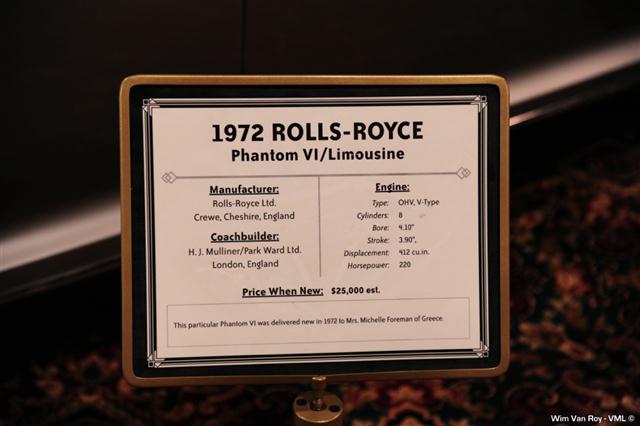 1972 ROLLS-ROYCE
Phantom VI/Limousine
Manufacturer:
Rolls-Royce Ltd.
Crewe, Cheshire, England
Coachbuilder:
H. J. Mulliner/Park Ward Ltd.
London, England
Engine:
Type: OHV, V-Type
Cylinders: 8
Bore: 4.10"
Stroke: 3.90",
Displacement: 412 cu.in.
Horsepower: 220
Price When New: $25,000 est.
This particular Phantom VI was delivered new in 1972 to Mrs. Michelle Foreman of Greece.
Wim Van Roy - VML ©